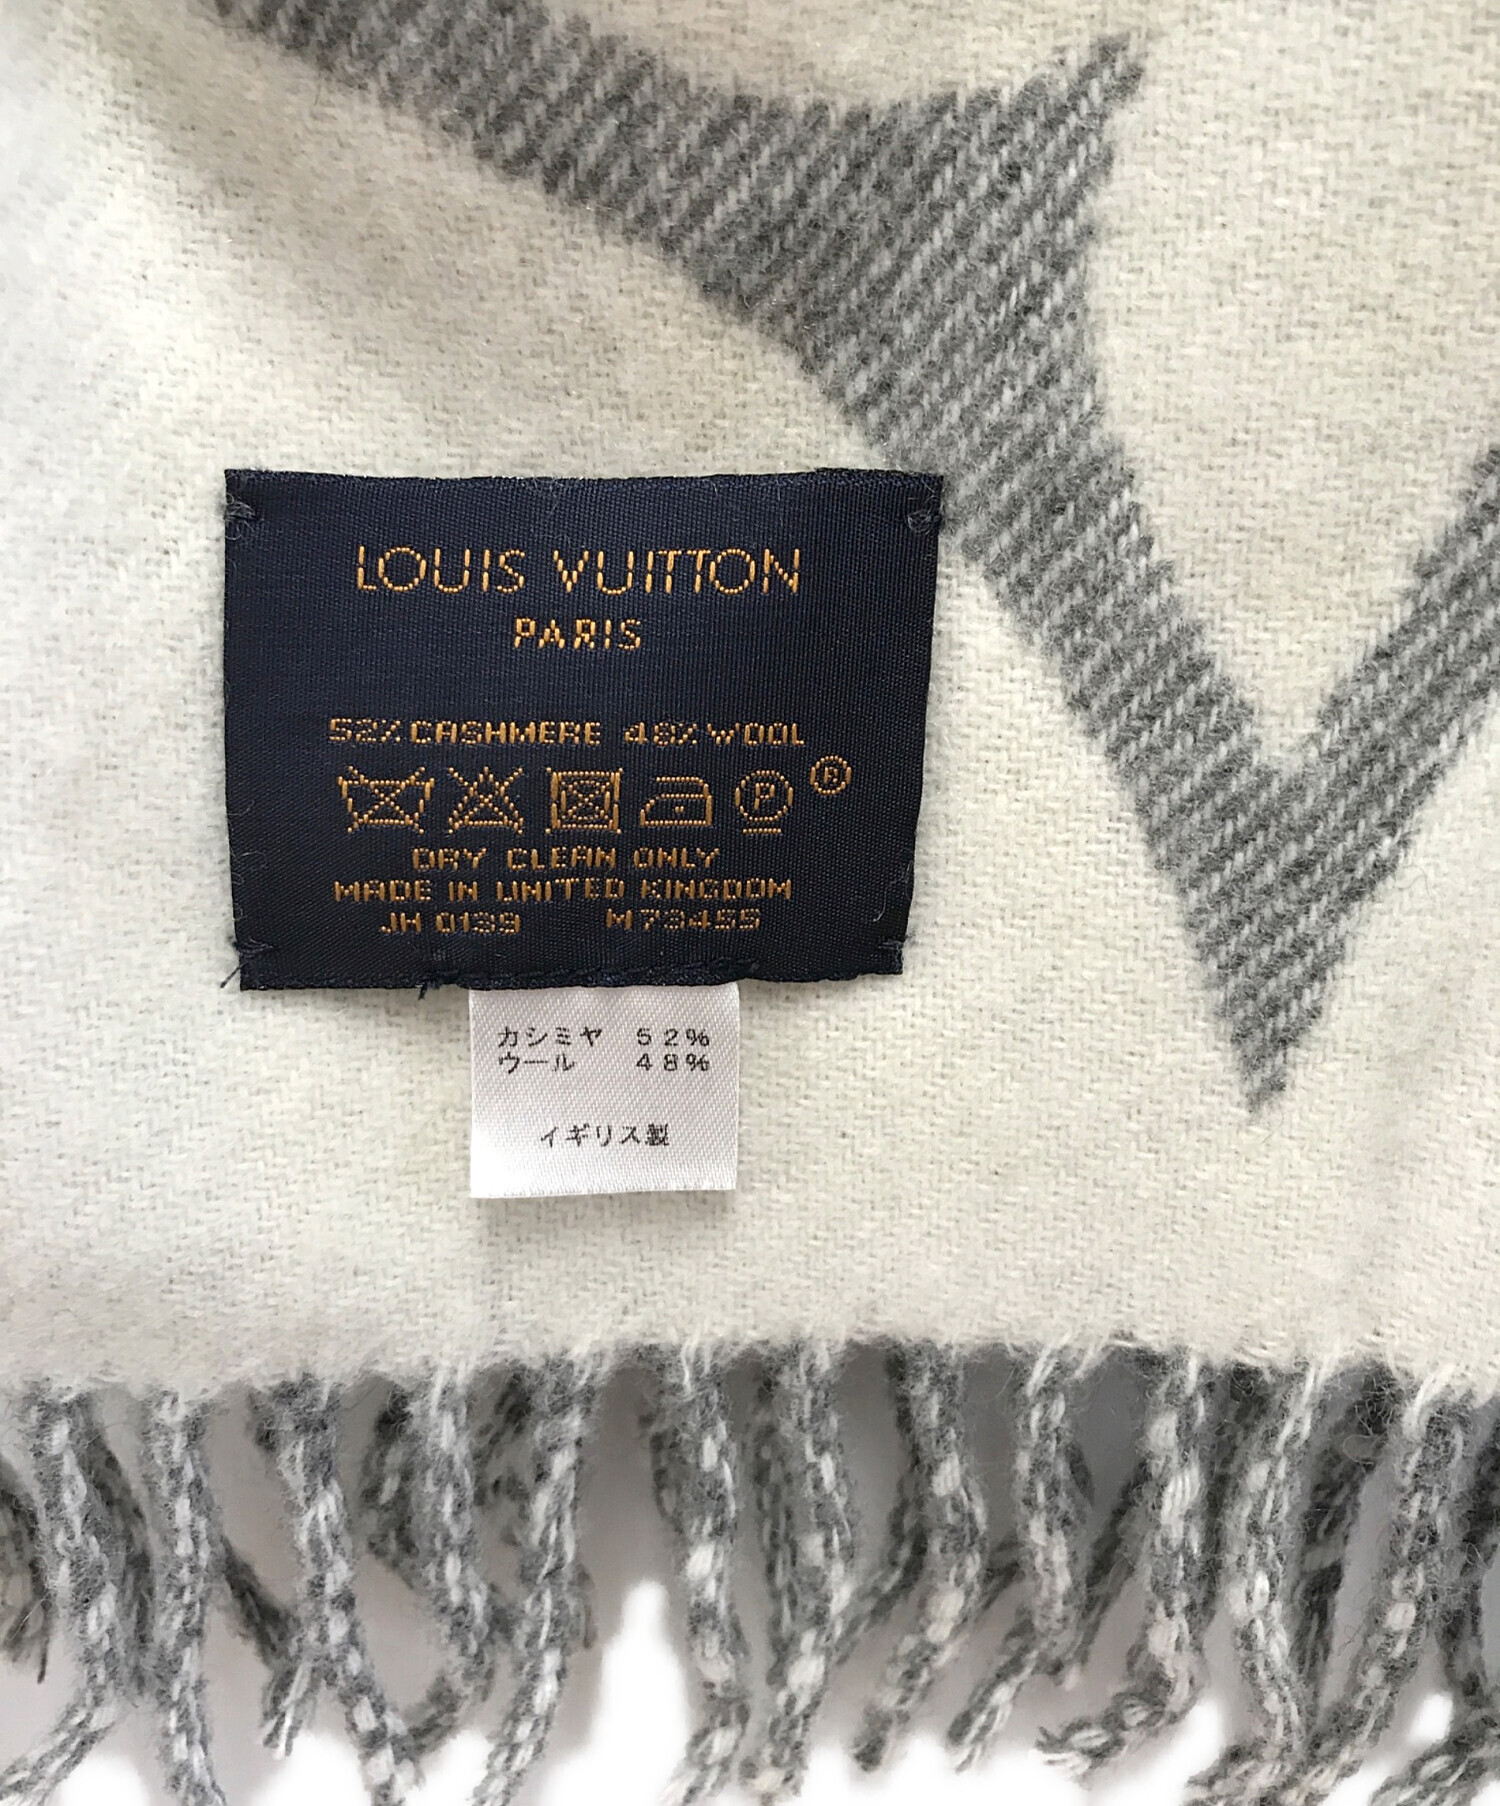 LOUIS VUITTON
PARIS
52% CASHMERE 48% WOOL
P ®
DRY CLEAN ONLY
MADE IN UNITED KINGDOM
JH 0139 M73455
カシミヤ 52%
ウール 48%
イギリス製